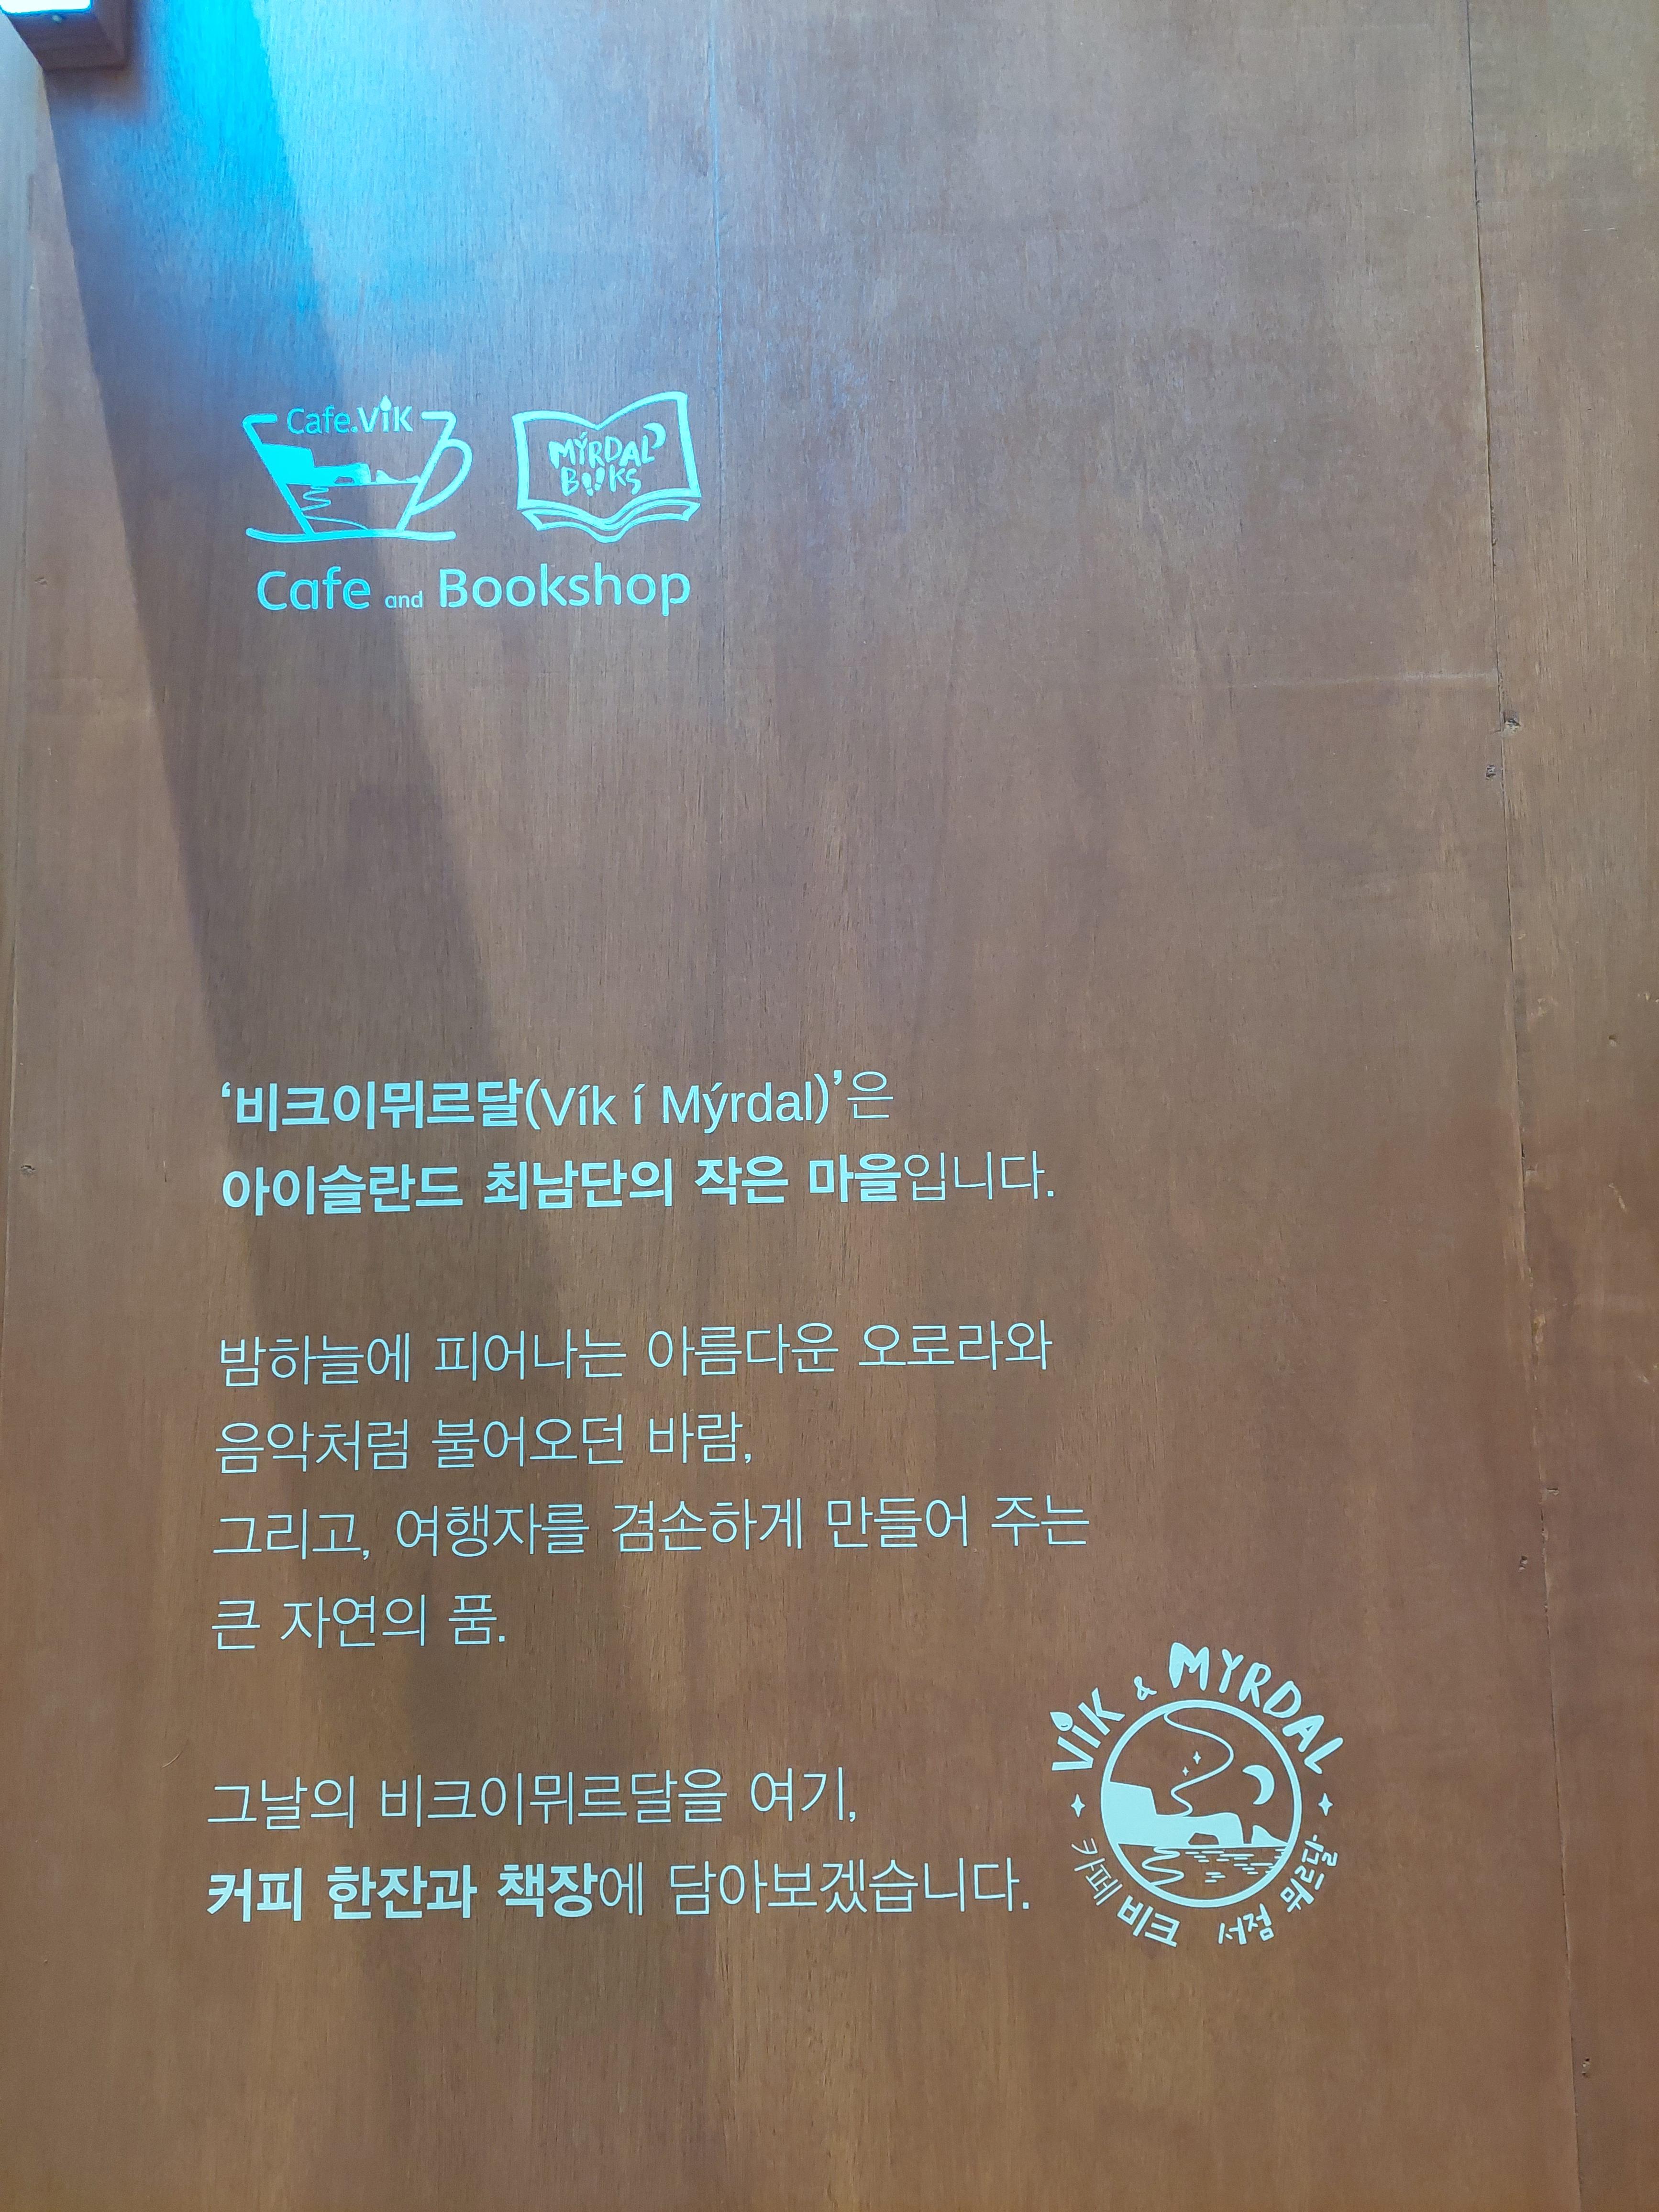 Cafe.Vik
MÝRDAL
BOOKS
Cafe and Bookshop
‘비크이뮈르달(Vík í Mýrdal)’은
아이슬란드 최남단의 작은 마을입니다.
밤하늘에 피어나는 아름다운 오로라와
음악처럼 불어오던 바람,
그리고, 여행자를 겸손하게 만들어 주는
큰 자연의 품.
그날의 비크이뮈르달을 여기,
커피 한잔과 책장에 담아보겠습니다.
ViK & MYRDAL
카페 비크 서점 뮈르달